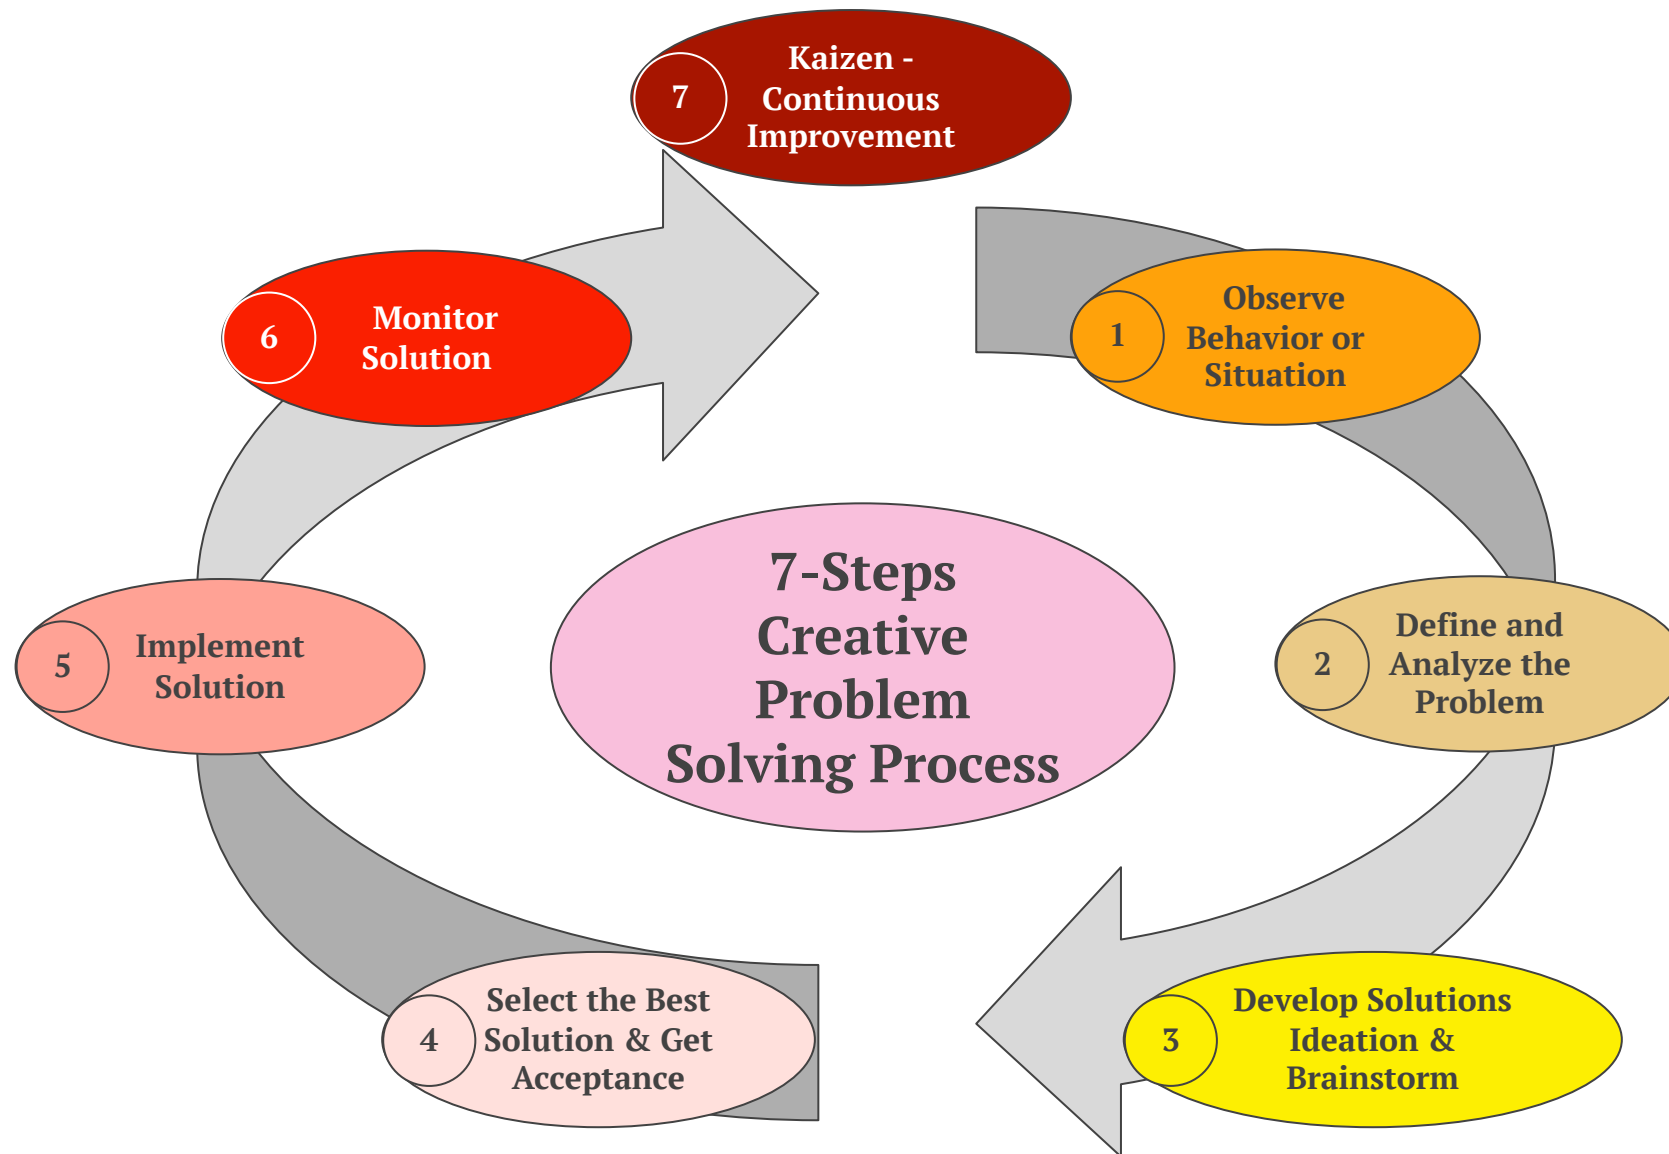 7
Kaizen -
Continuous
Improvement
1
Observe
Behavior or
Situation
2
Define and
Analyze the
Problem
3
Develop Solutions
Ideation &
Brainstorm
4
Select the Best
Solution & Get
Acceptance
5
Implement
Solution
6
Monitor
Solution
7-Steps
Creative
Problem
Solving Process